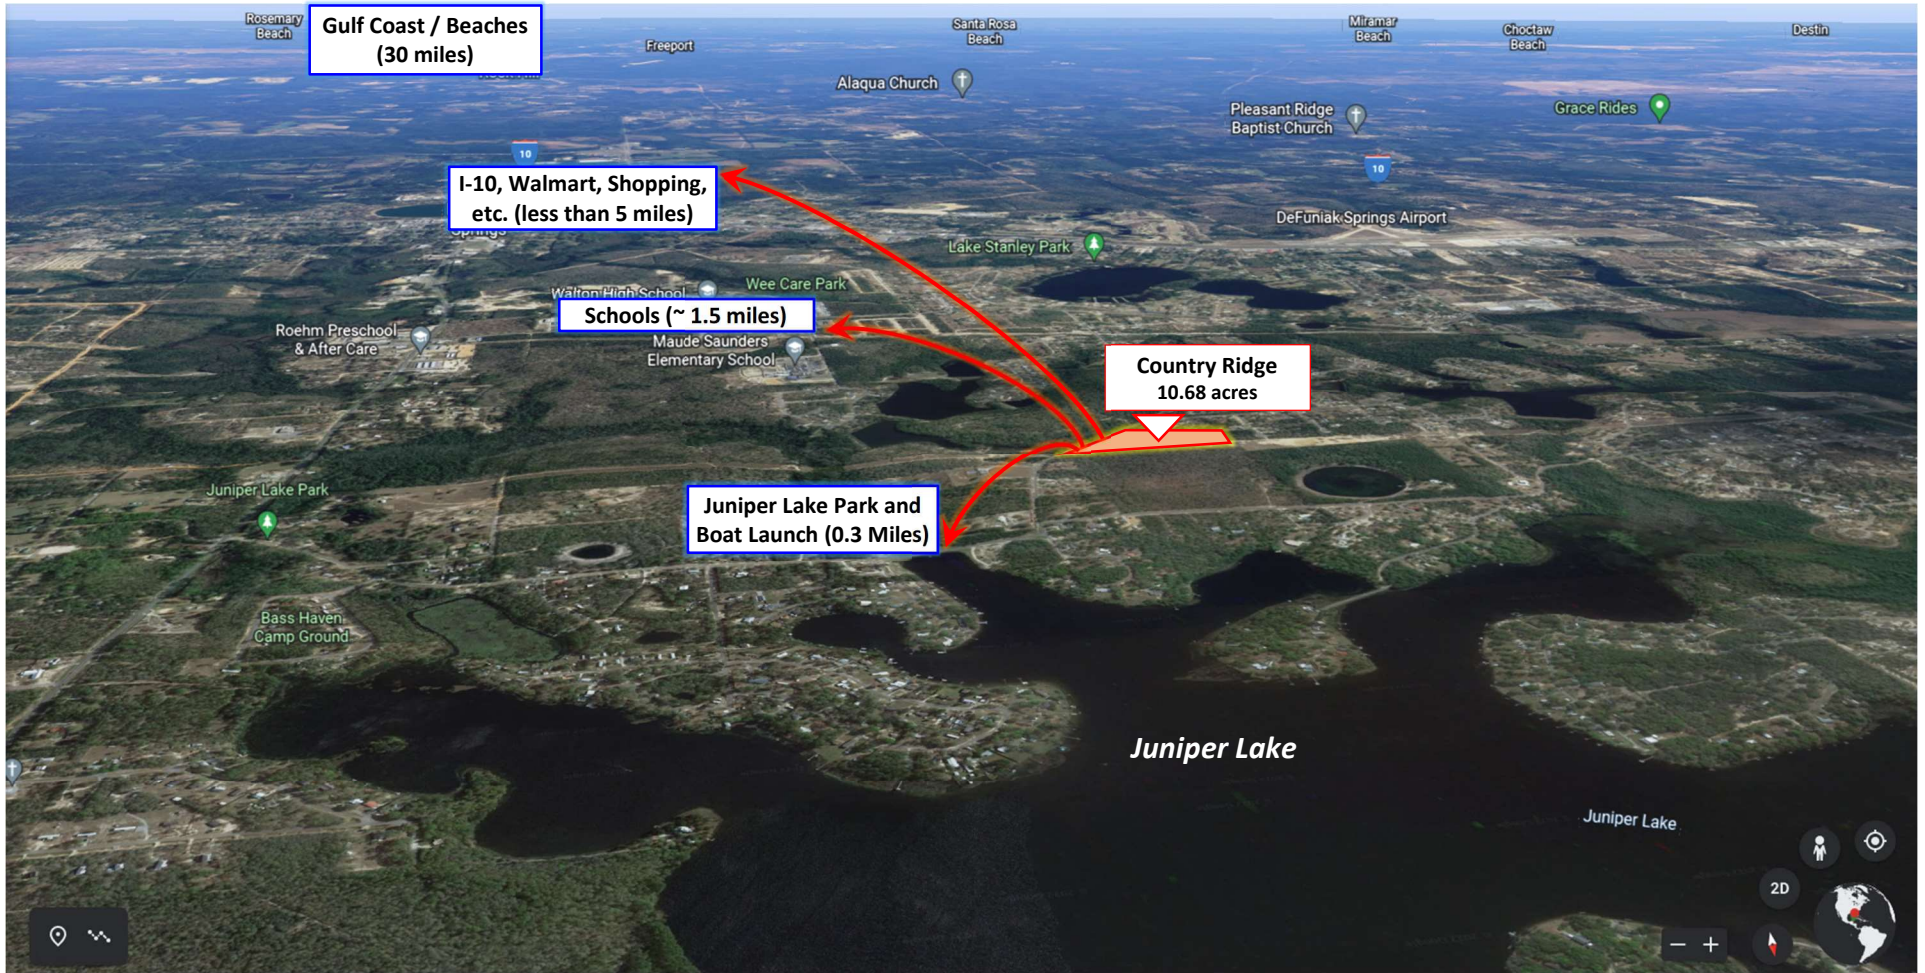 Rosemary
Beach
Gulf Coast / Beaches
(30 miles)
Freeport
Santa Rosa
Beach
Miramar
Beach
Choctaw
Beach
Destin
Alaqua Church
Pleasant Ridge
Baptist Church
Grace Rides
10
10
I-10, Walmart, Shopping,
etc. (less than 5 miles)
Springs
DeFuniak Springs Airport
Lake Stanley Park
Wee Care Park
Walton High School
Schools (~ 1.5 miles)
Roehm Preschool
& After Care
Maude Saunders
Elementary School
Country Ridge
10.68 acres
Juniper Lake Park
Juniper Lake Park and
Boat Launch (0.3 Miles)
Bass Haven
Camp Ground
Juniper Lake
Juniper Lake
2D